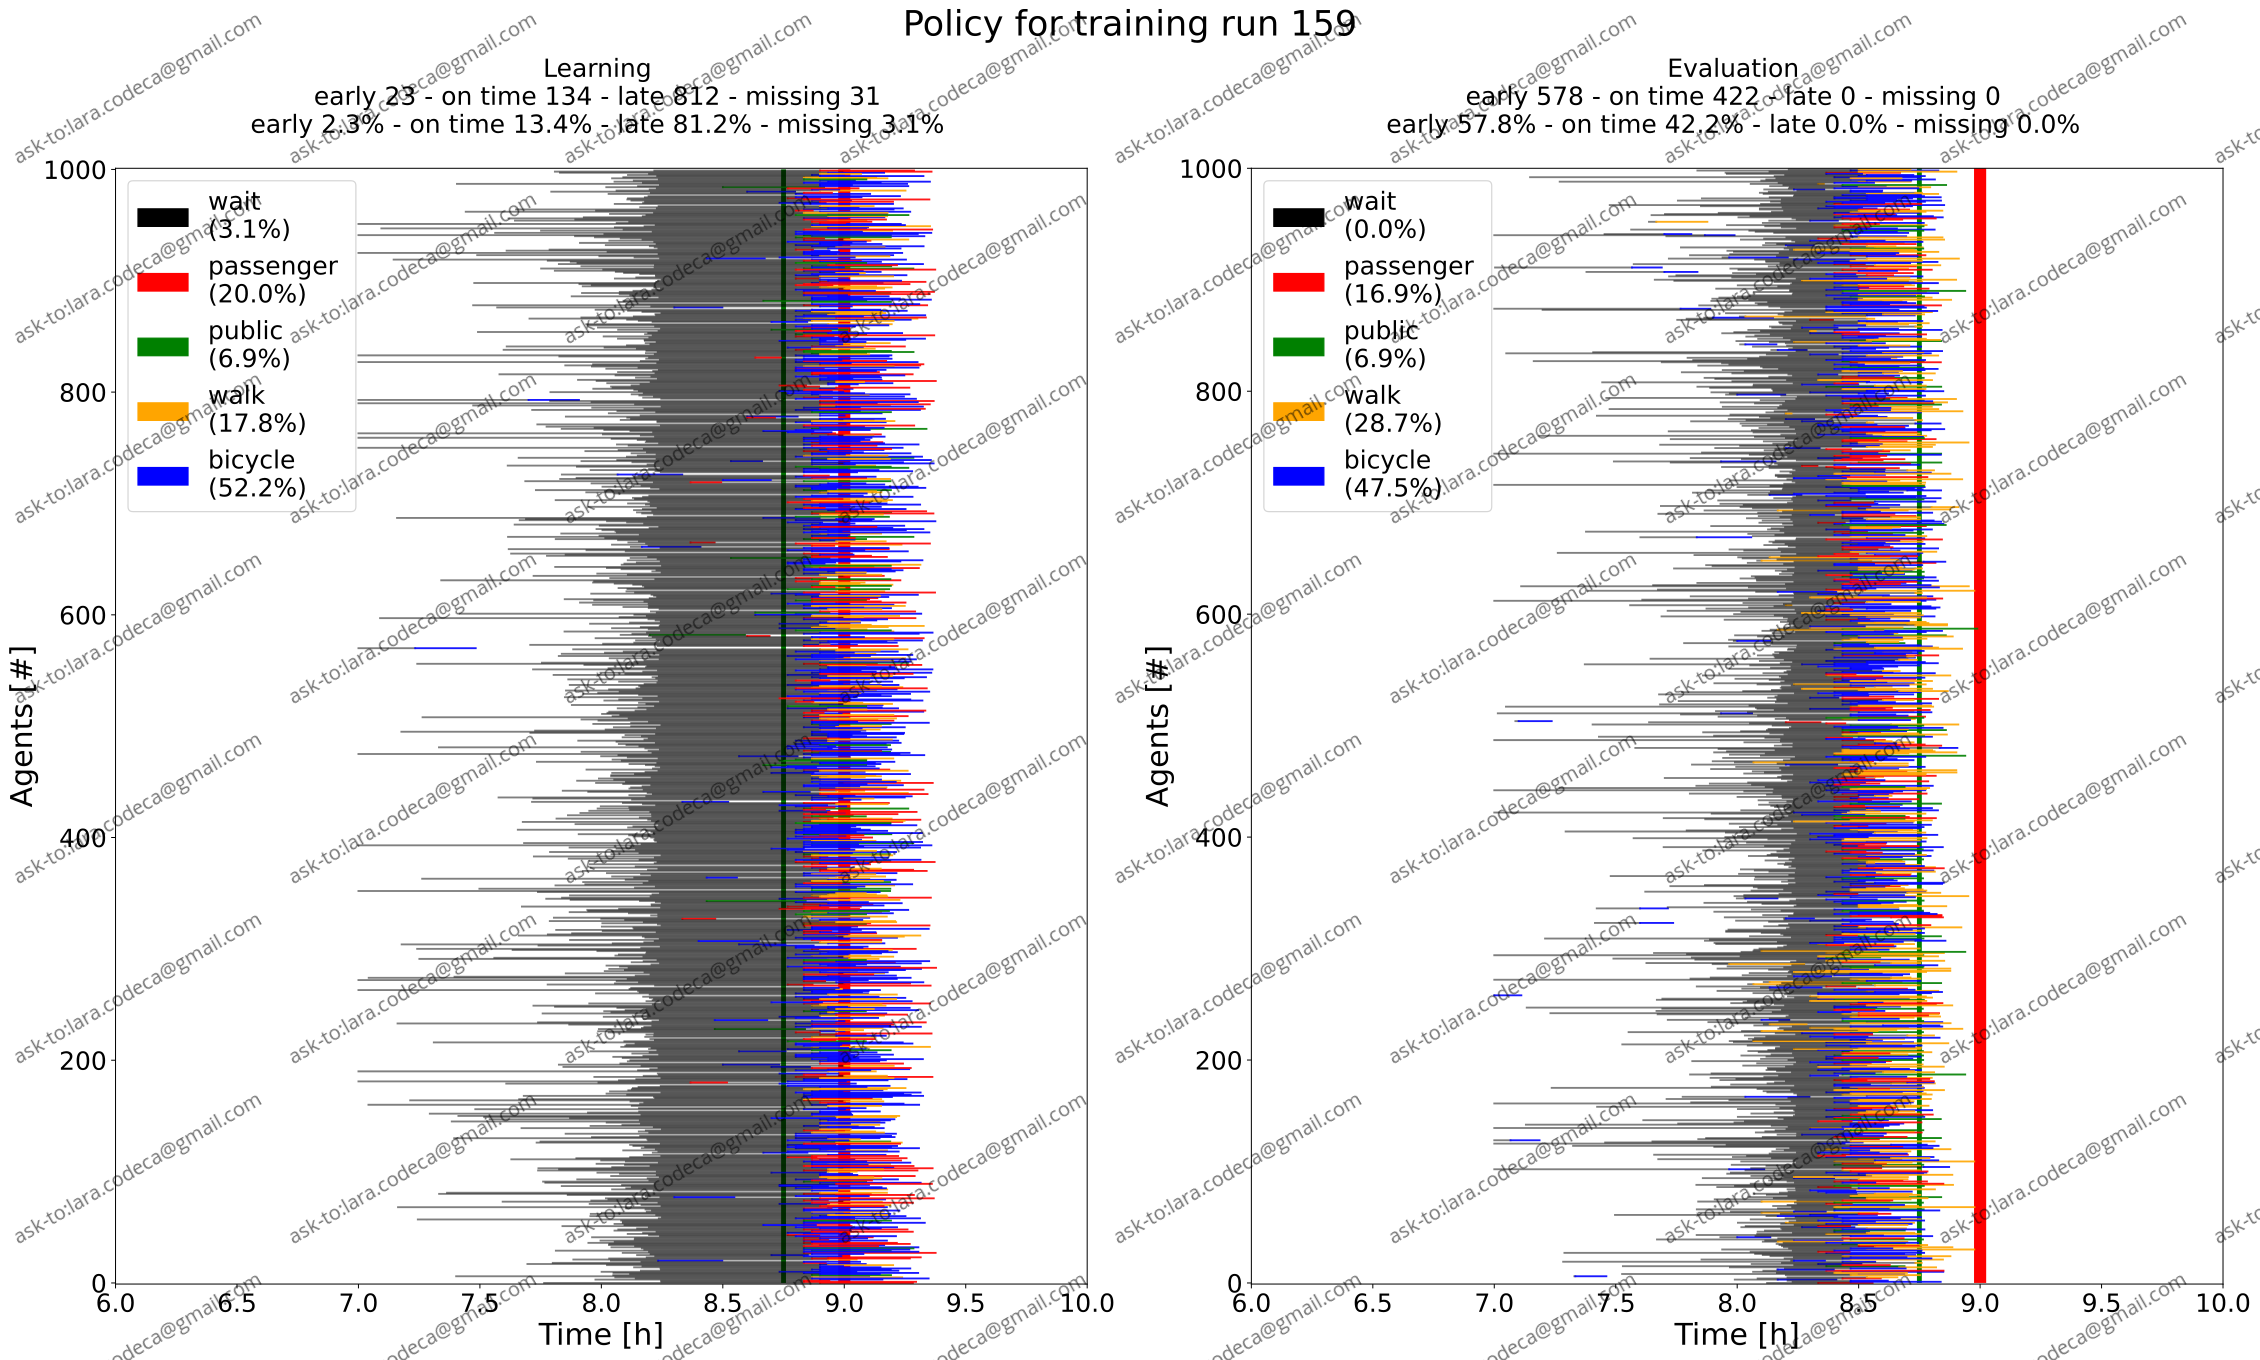 Policy for training run 159
Learning
early 23 - on time 134 - late 812 - missing 31
early 2.3% - on time 13.4% - late 81.2% - missing 3.1%
wait
(3.1%)
passenger
(20.0%)
public
(6.9%)
walk
(17.8%)
bicycle
(52.2%)
1000
800
600
400
200
0
Agents [#]
6.0 6.5 7.0 7.5 8.0 8.5 9.0 9.5 10.0
Time [h]
Evaluation
early 578 - on time 422 - late 0 - missing 0
early 57.8% - on time 42.2% - late 0.0% - missing 0.0%
wait
(0.0%)
passenger
(16.9%)
public
(6.9%)
walk
(28.7%)
bicycle
(47.5%)
1000
800
600
400
200
0
Agents [#]
6.0 6.5 7.0 7.5 8.0 8.5 9.0 9.5 10.0
Time [h]
ask-to:lara.codeca@gmail.com